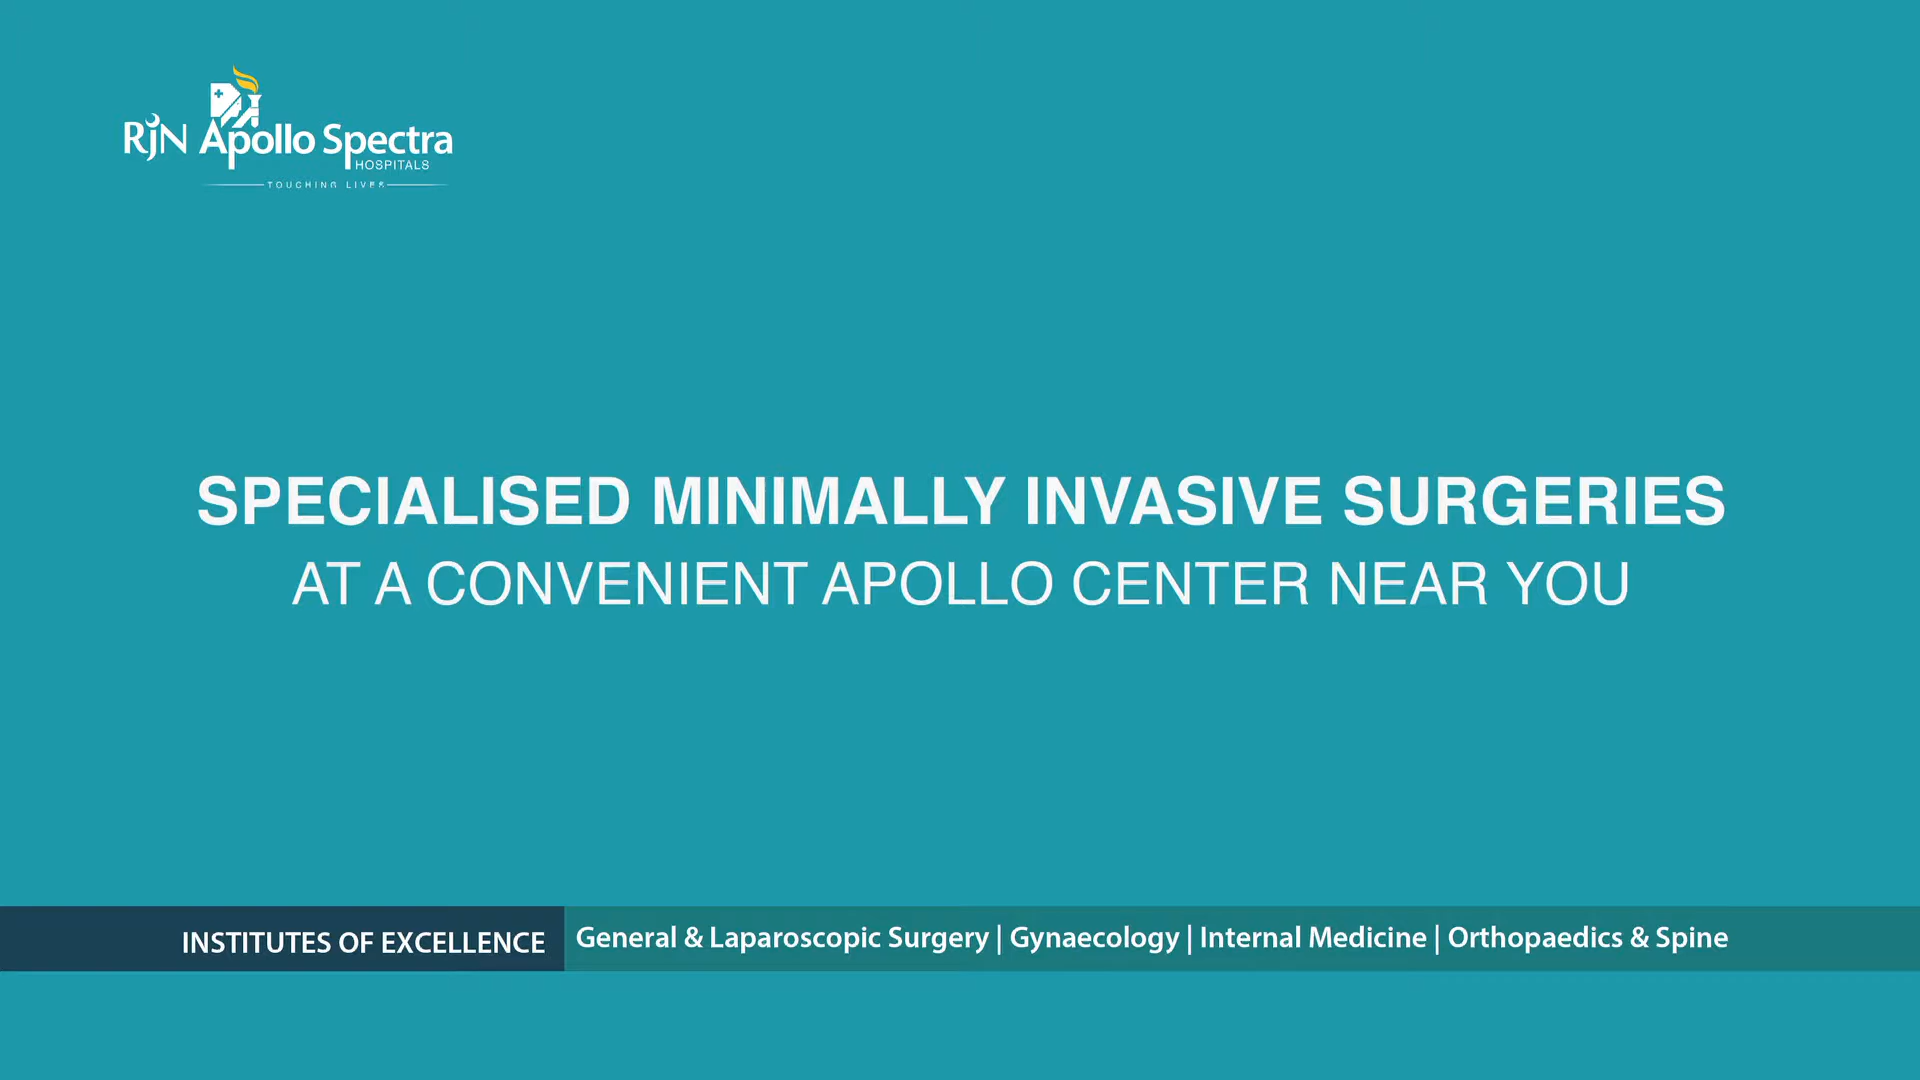 RJN Apollo Spectra
HOSPITALS
TOUCHING LIVES
SPECIALISED MINIMALLY INVASIVE SURGERIES
AT A CONVENIENT APOLLO CENTER NEAR YOU
INSTITUTES OF EXCELLENCE
General & Laparoscopic Surgery | Gynaecology | Internal Medicine | Orthopaedics & Spine